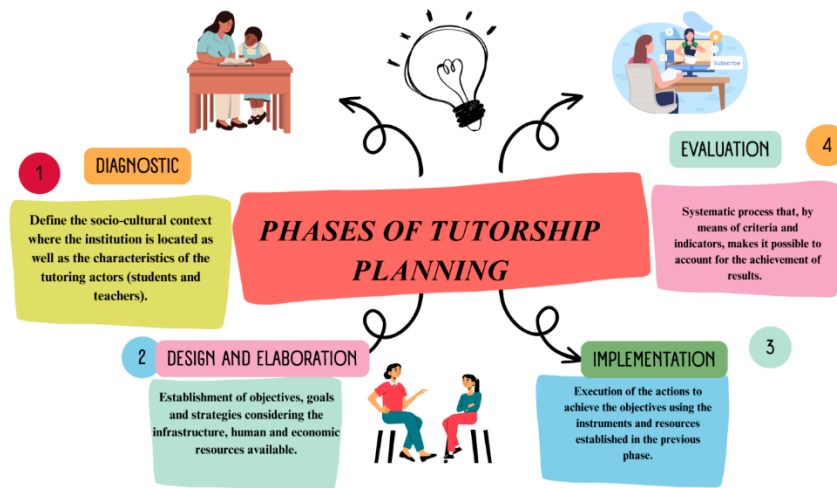 PHASES OF TUTORSHIP
PLANNING
1
DIAGNOSTIC
Define the socio-cultural context
where the institution is located as
well as the characteristics of the
tutoring actors (students and
teachers).
2
DESIGN AND ELABORATION
Establishment of objectives, goals
and strategies considering the
infrastructure, human and economic
resources available.
IMPLEMENTATION
3
Execution of the actions to
achieve the objectives using the
instruments and resources
established in the previous
phase.
EVALUATION
4
Systematic process that, by
means of criteria and
indicators, makes it possible to
account for the achievement of
results.
Subscribe